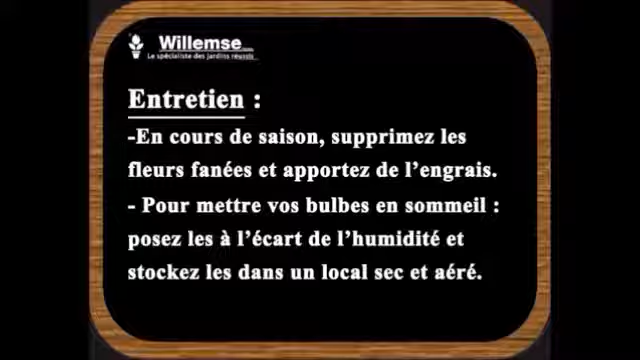 Willemse
Le spécialiste des jardins réussis
Entretien :
-En cours de saison, supprimez les
fleurs fanées et apportez de l’engrais.
- Pour mettre vos bulbes en sommeil :
posez les à l’écart de l’humidité et
stockez les dans un local sec et aéré.